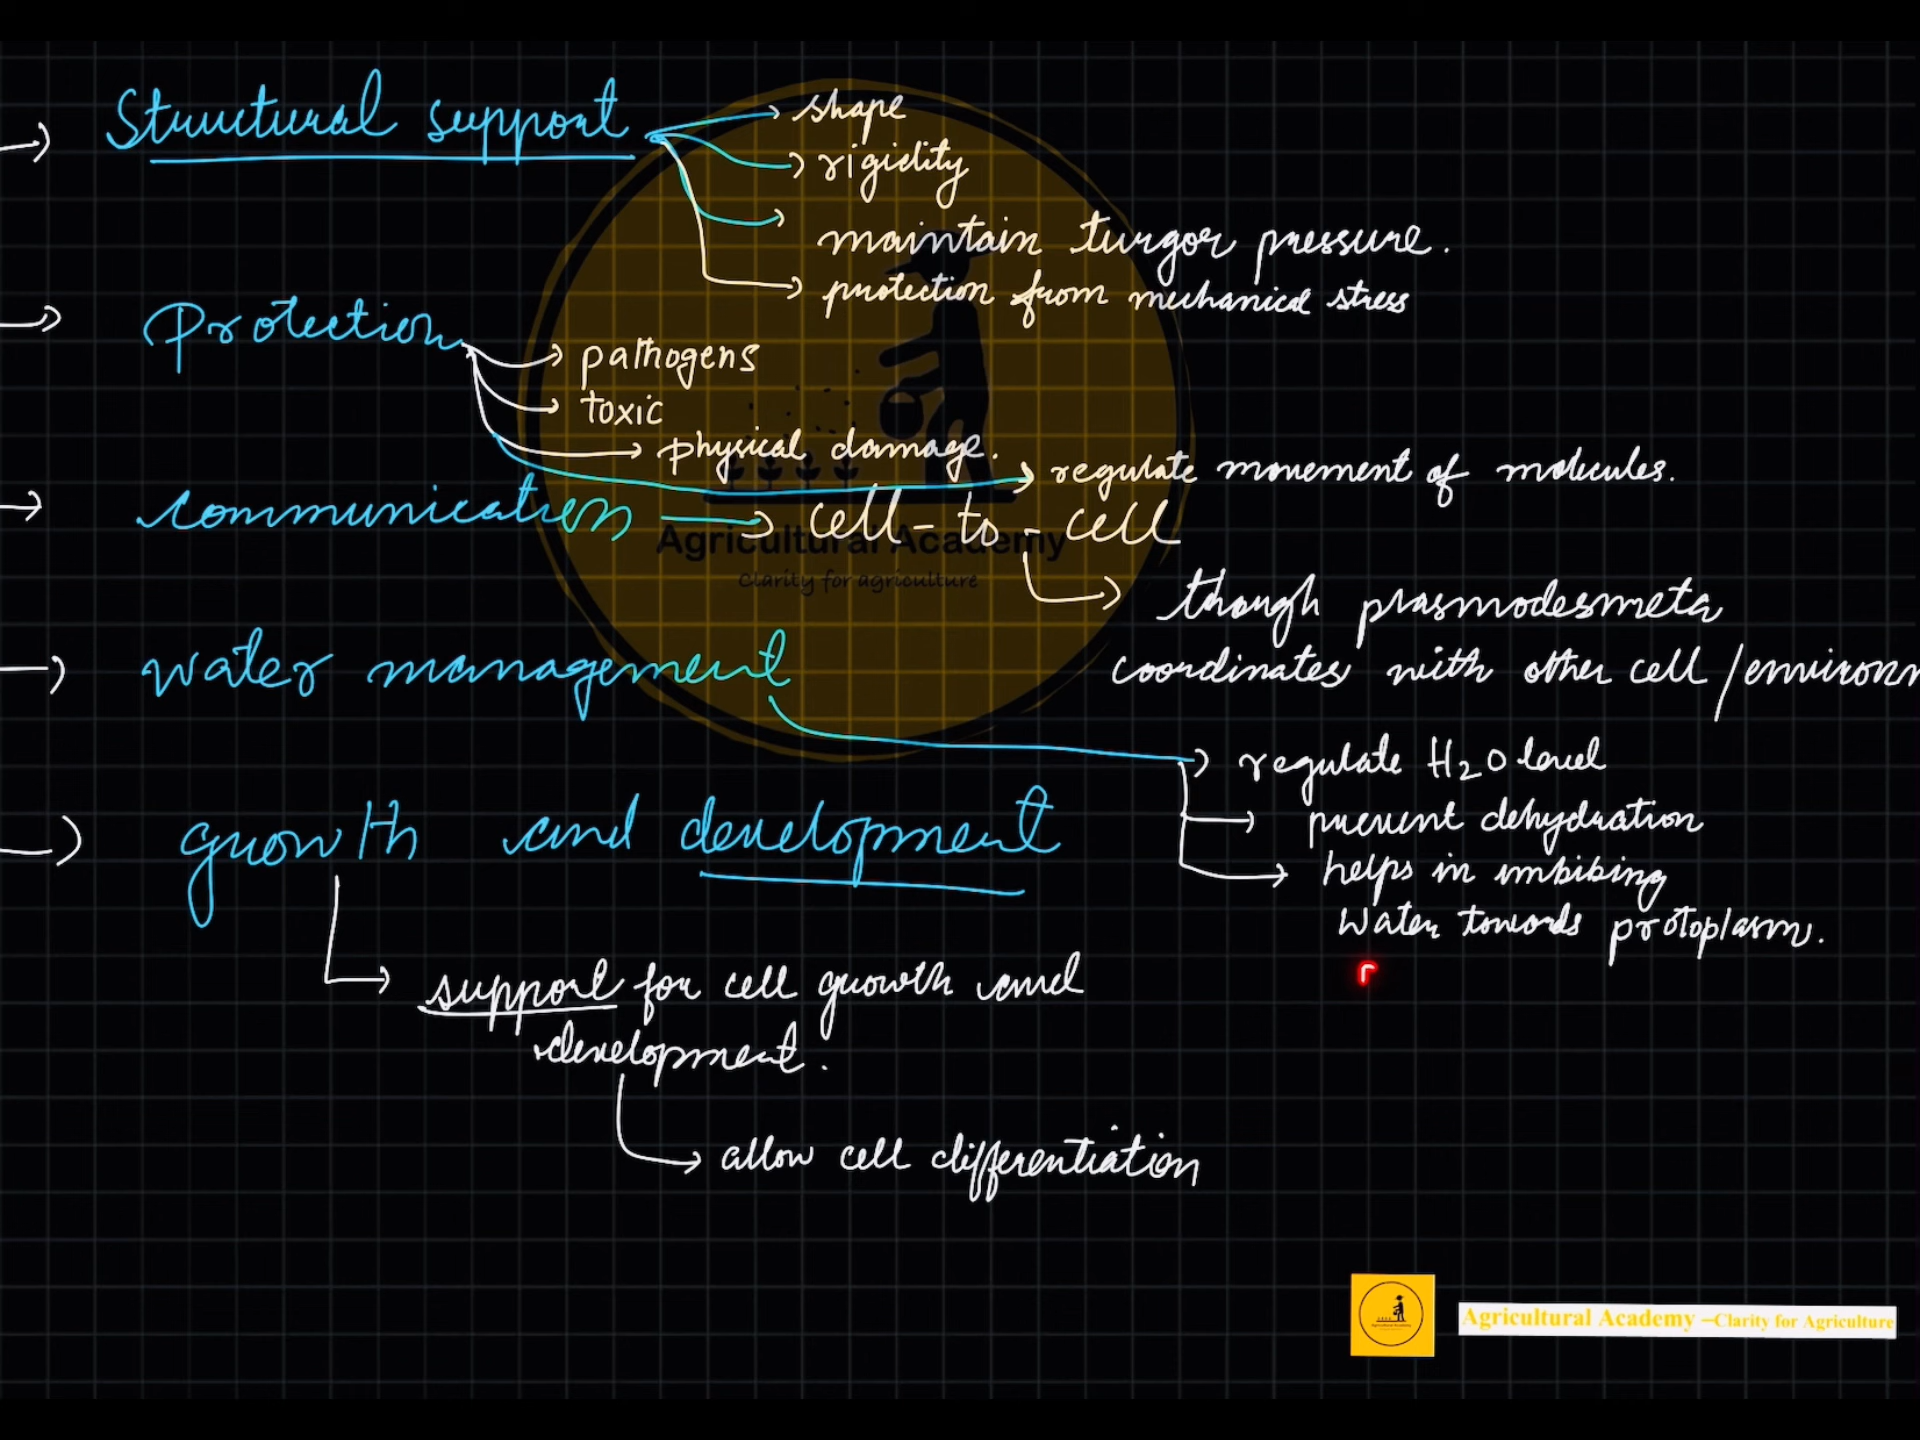 Structural support
shape
rigidity
maintain turgor pressure.
protection from mechanical stress
Protection
pathogens
toxic
physical damage.
regulate movement of molecules.
communication
cell-to-cell
though plasmodesmeta
coordinates with other cell/environm
water management
regulate H2O level
prevent dehydration
helps in imbibing
water towards protoplasm.
growth and development
support for cell growth and
development.
allow cell differentiation
Agricultural Academy
Clarity for agriculture
Agricultural Academy –Clarity for Agriculture